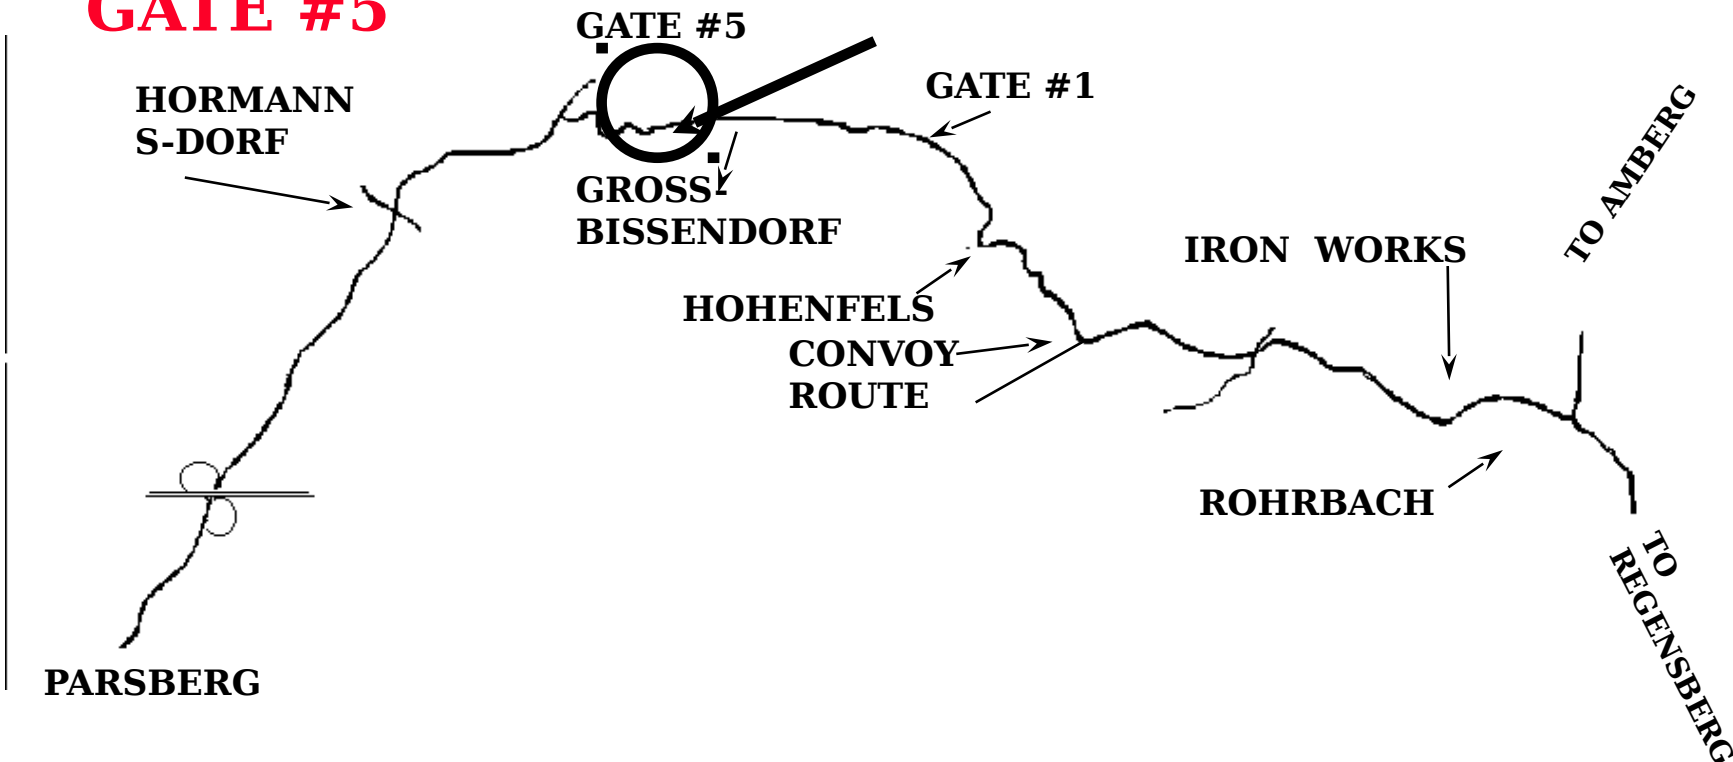 GATE #5
GATE #5
HORMANN
S-DORF
GATE #1
GROSS-
BISSENDORF
TO AMBERG
IRON WORKS
HOHENFELS
CONVOY
ROUTE
ROHRBACH
TO
REGENSBERG
PARSBERG